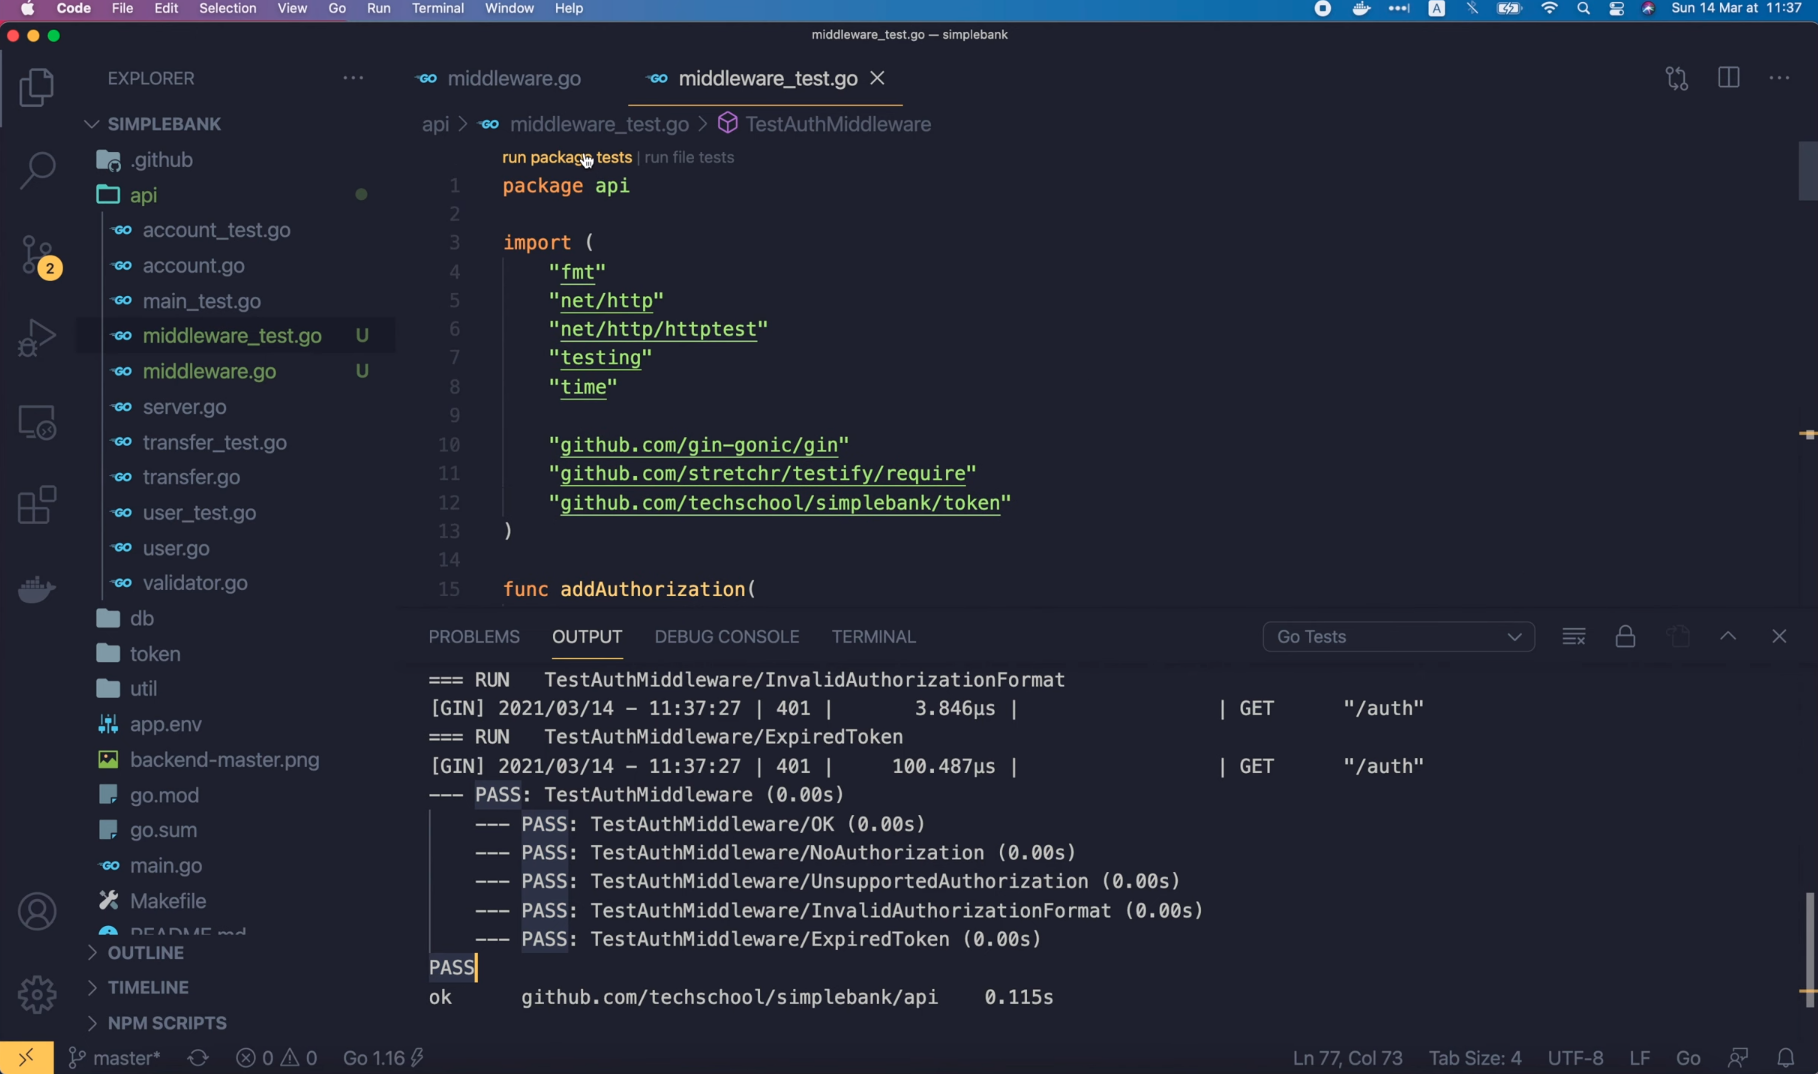 Code File Edit Selection View Go Run Terminal Window Help
A
Sun 14 Mar at 11:37
middleware_test.go — simplebank
EXPLORER
SIMPLEBANK
.github
api
account_test.go
account.go
main_test.go
middleware_test.go U
middleware.go U
server.go
transfer_test.go
transfer.go
user_test.go
user.go
validator.go
db
token
util
app.env
backend-master.png
go.mod
go.sum
main.go
Makefile
README.md
OUTLINE
TIMELINE
NPM SCRIPTS
2
GO middleware.go
GO middleware_test.go
api > GO middleware_test.go > TestAuthMiddleware
run package tests | run file tests
1 package api
2
3 import (
4 "fmt"
5 "net/http"
6 "net/http/httptest"
7 "testing"
8 "time"
9
10 "github.com/gin-gonic/gin"
11 "github.com/stretchr/testify/require"
12 "github.com/techschool/simplebank/token"
13 )
14
15 func addAuthorization(
PROBLEMS OUTPUT DEBUG CONSOLE TERMINAL
Go Tests
=== RUN TestAuthMiddleware/InvalidAuthorizationFormat
[GIN] 2021/03/14 - 11:37:27 | 401 | 3.846µs | | GET "/auth"
=== RUN TestAuthMiddleware/ExpiredToken
[GIN] 2021/03/14 - 11:37:27 | 401 | 100.487µs | | GET "/auth"
--- PASS: TestAuthMiddleware (0.00s)
--- PASS: TestAuthMiddleware/OK (0.00s)
--- PASS: TestAuthMiddleware/NoAuthorization (0.00s)
--- PASS: TestAuthMiddleware/UnsupportedAuthorization (0.00s)
--- PASS: TestAuthMiddleware/InvalidAuthorizationFormat (0.00s)
--- PASS: TestAuthMiddleware/ExpiredToken (0.00s)
PASS
ok github.com/techschool/simplebank/api 0.115s
master* 0 0 Go 1.16
Ln 77, Col 73 Tab Size: 4 UTF-8 LF Go